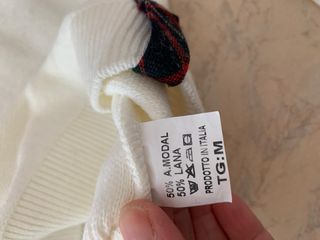 50% A.MODAL
50% LANA
PRODOTTO IN ITALIA
TG:M